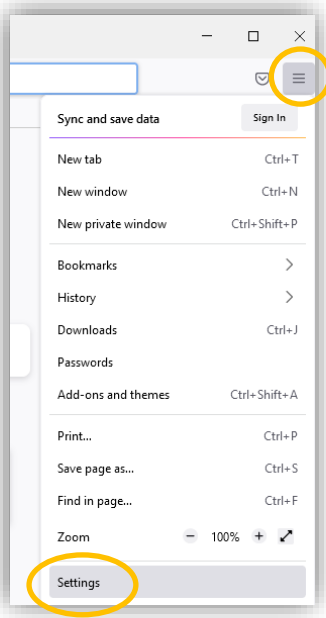 Sync and save data Sign In
New tab Ctrl+T
New window Ctrl+N
New private window Ctrl+Shift+P
Bookmarks
History
Downloads Ctrl+J
Passwords
Add-ons and themes Ctrl+Shift+A
Print... Ctrl+P
Save page as... Ctrl+S
Find in page... Ctrl+F
Zoom − 100% +
Settings